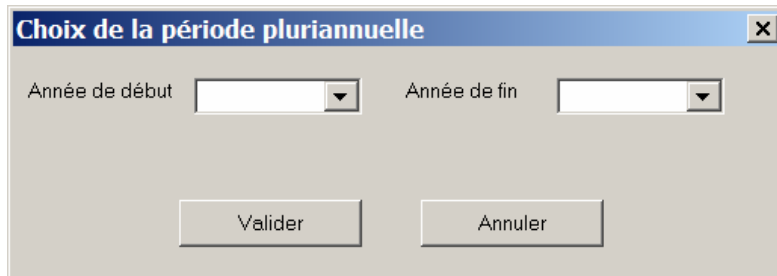 Choix de la période pluriannuelle
Année de début Année de fin
Valider Annuler